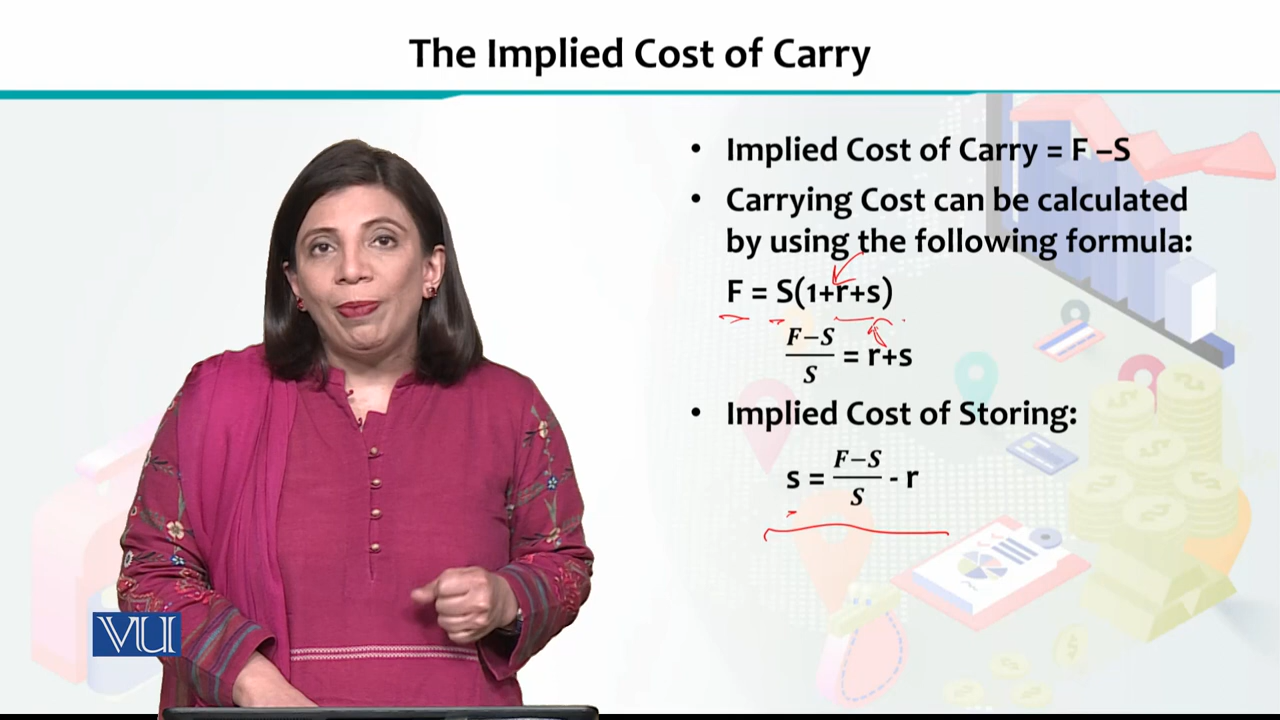 The Implied Cost of Carry
• Implied Cost of Carry = F –S
• Carrying Cost can be calculated
by using the following formula:
F = S(1+r+s)
F−S
S
= r+s
• Implied Cost of Storing:
s = F−S
S
- r
VU